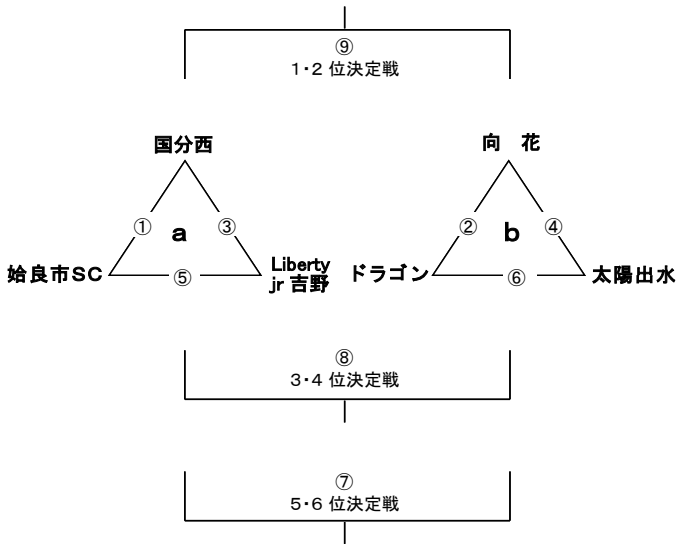 ⑨
1・2 位決定戦
国分西
向　花
①
③
a
②
④
b
姶良市SC
⑤
Liberty
jr 吉野
ドラゴン
⑥
太陽出水
⑧
3・4 位決定戦
⑦
5・6 位決定戦